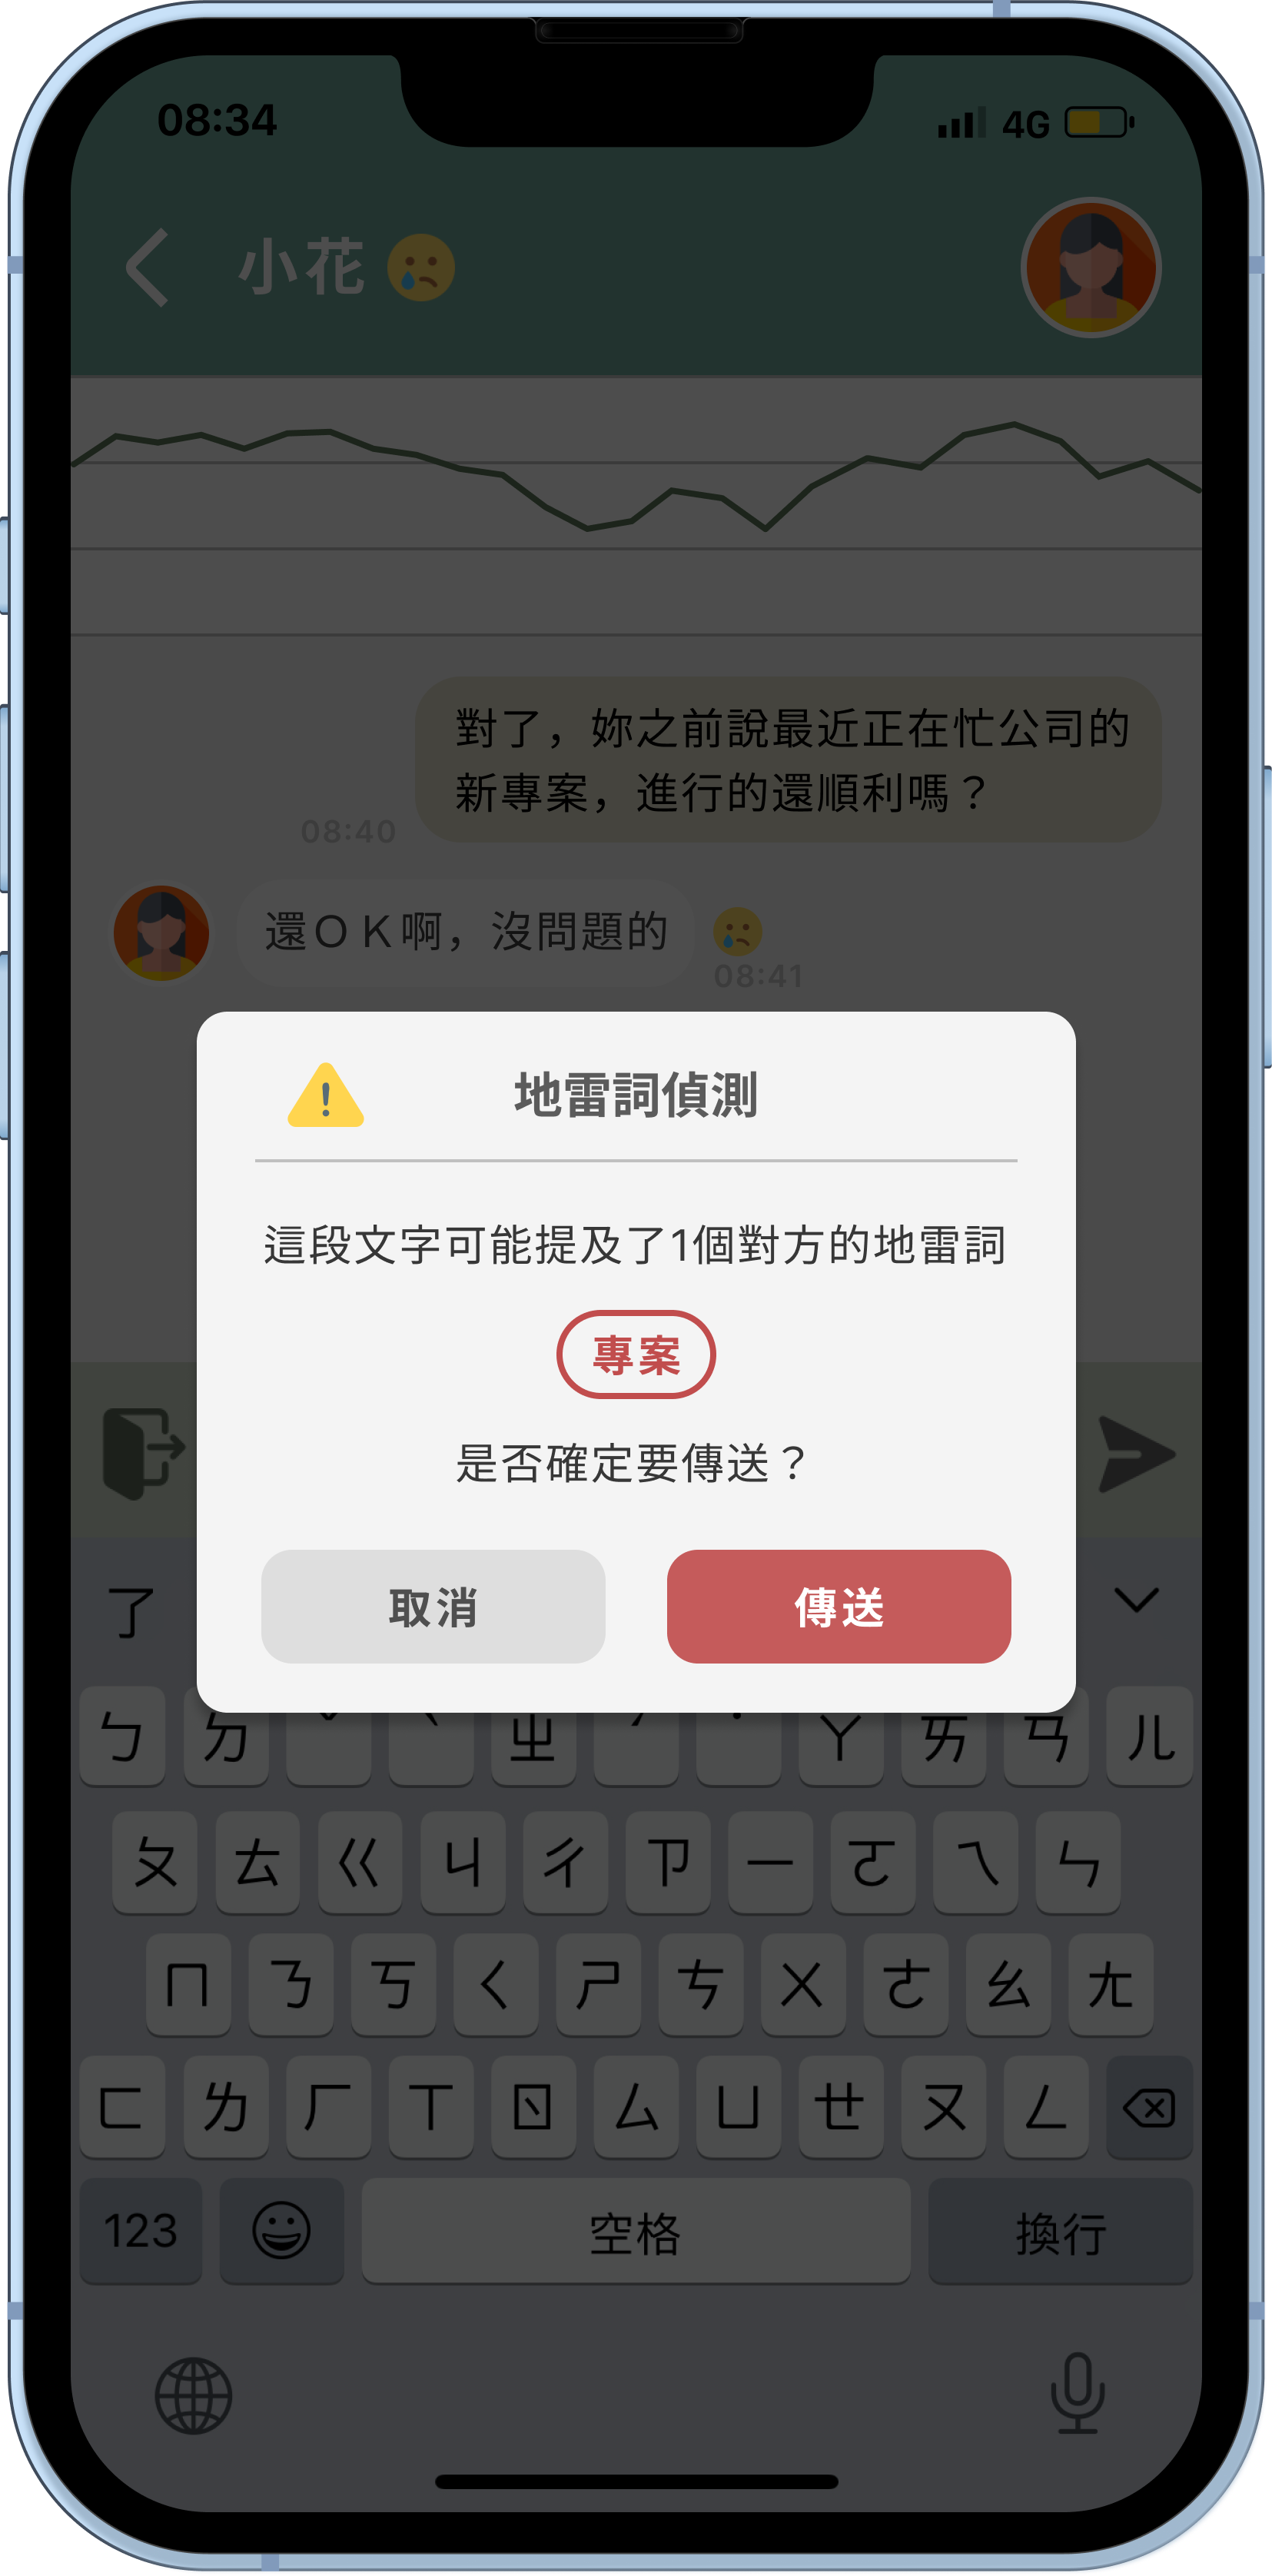 08:34
4G
小花
對了，妳之前說最近正在忙公司的
新專案，進行的還順利嗎？
08:40
還ＯＫ啊，沒問題的
08:41
地雷詞偵測
這段文字可能提及了1個對方的地雷詞
專案
是否確定要傳送？
取消
傳送
了
ㄅ ㄉ ˇ ˋ ㄓ ˊ ˙ ㄚ ㄞ ㄢ ㄦ
ㄆ ㄊ ㄍ ㄐ ㄔ ㄗ ㄧ ㄛ ㄟ ㄣ
ㄇ ㄋ ㄎ ㄑ ㄕ ㄘ ㄨ ㄜ ㄠ ㄤ
ㄈ ㄌ ㄏ ㄒ ㄖ ㄙ ㄩ ㄝ ㄡ ㄥ
123 空格 換行